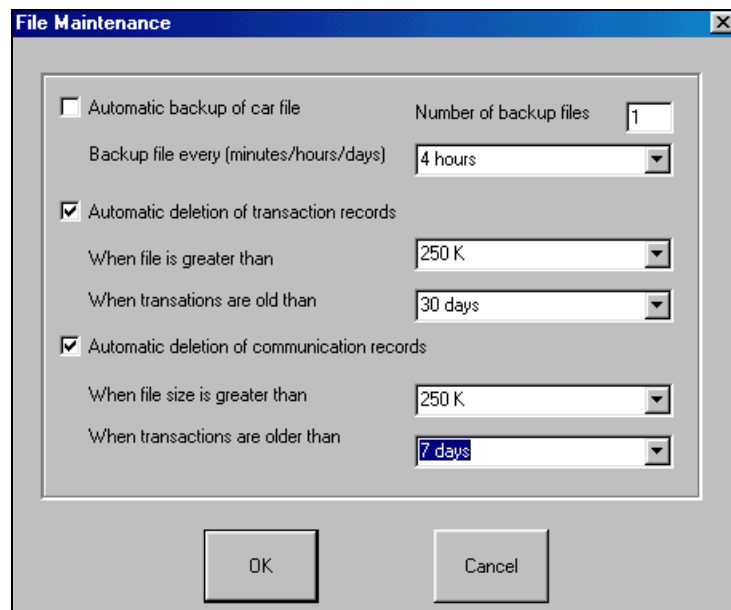 File Maintenance
Automatic backup of car file Number of backup files 1
Backup file every (minutes/hours/days) 4 hours
Automatic deletion of transaction records
When file is greater than 250 K
When transations are old than 30 days
Automatic deletion of communication records
When file size is greater than 250 K
When transactions are older than 7 days
OK Cancel